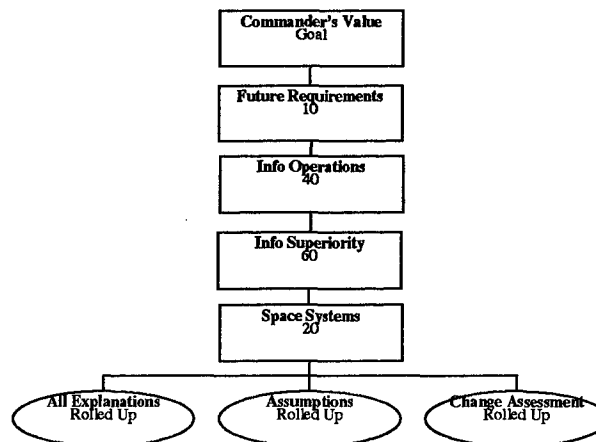 Commander's Value
Goal
Future Requirements
10
Info Operations
40
Info Superiority
60
Space Systems
20
All Explanations
Rolled Up
Assumptions
Rolled Up
Change Assessment
Rolled Up